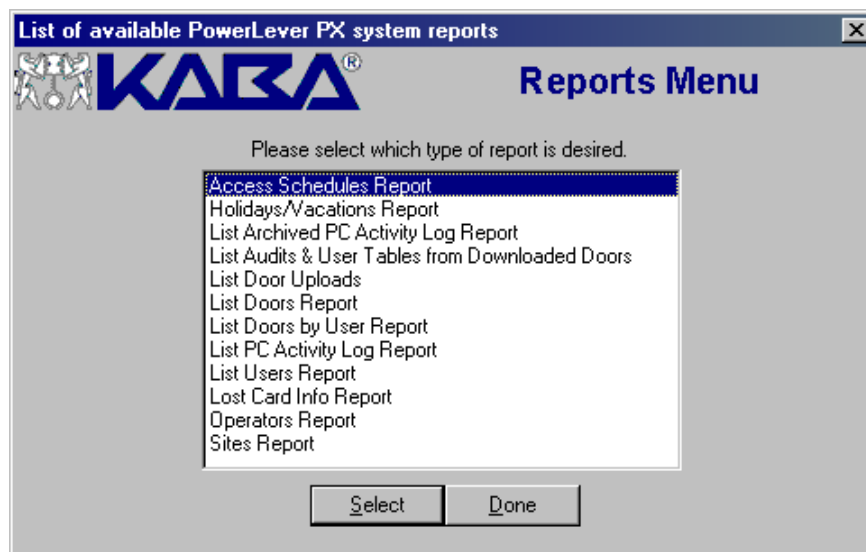 List of available PowerLever PX system reports
KABA®
Reports Menu
Please select which type of report is desired.
Access Schedules Report
Holidays/Vacations Report
List Archived PC Activity Log Report
List Audits & User Tables from Downloaded Doors
List Door Uploads
List Doors Report
List Doors by User Report
List PC Activity Log Report
List Users Report
Lost Card Info Report
Operators Report
Sites Report
Select
Done